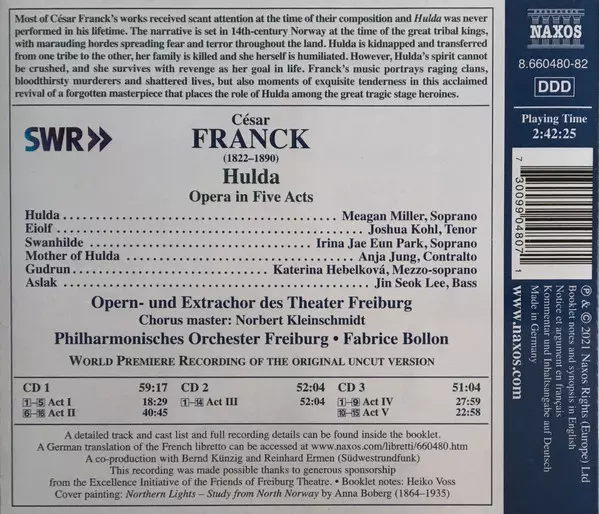 Most of César Franck's works received scant attention at the time of their composition and Hulda was never
performed in his lifetime. The narrative is set in 14th-century Norway at the time of the great tribal kings,
with marauding hordes spreading fear and terror throughout the land. Hulda is kidnapped and transferred
from one tribe to the other, her family is killed and she herself is humiliated. However, Hulda's spirit cannot
be crushed, and she survives with revenge as her goal in life. Franck's music portrays raging clans,
bloodthirsty murderers and shattered lives, but also moments of exquisite tenderness in this acclaimed
revival of a forgotten masterpiece that places the role of Hulda among the great tragic stage heroines.
SWR
César
FRANCK
(1822–1890)
Hulda
Opera in Five Acts
Hulda ........ Meagan Miller, Soprano
Eiolf ........ Joshua Kohl, Tenor
Swanhilde ........ Irina Jae Eun Park, Soprano
Mother of Hulda ........ Anja Jung, Contralto
Gudrun ........ Katerina Hebelková, Mezzo-soprano
Aslak ........ Jin Seok Lee, Bass
Opern- und Extrachor des Theater Freiburg
Chorus master: Norbert Kleinschmidt
Philharmonisches Orchester Freiburg • Fabrice Bollon
WORLD PREMIERE RECORDING OF THE ORIGINAL UNCUT VERSION
CD 1 59:17 CD 2 52:04 CD 3 51:04
1–5 Act I 18:29 1–14 Act III 52:04 1–9 Act IV 27:59
6–16 Act II 40:45 10–15 Act V 22:58
A detailed track and cast list and full recording details can be found inside the booklet.
A German translation of the French libretto can be accessed at www.naxos.com/libretti/660480.htm
A co-production with Bernd Künzig and Reinhard Ermen (Südwestrundfunk)
This recording was made possible thanks to generous sponsorship
from the Excellence Initiative of the Friends of Freiburg Theatre. • Booklet notes: Heiko Voss
Cover painting: Northern Lights – Study from North Norway by Anna Boberg (1864–1935)
NAXOS
8.660480-82
DDD
Playing Time
2:42:25
7 30099 04807 1
www.naxos.com
℗ & © 2021 Naxos Rights (Europe) Ltd
Booklet notes and synopsis in English
Notice et argument en français
Kommentar und Inhaltsangabe auf Deutsch
Made in Germany